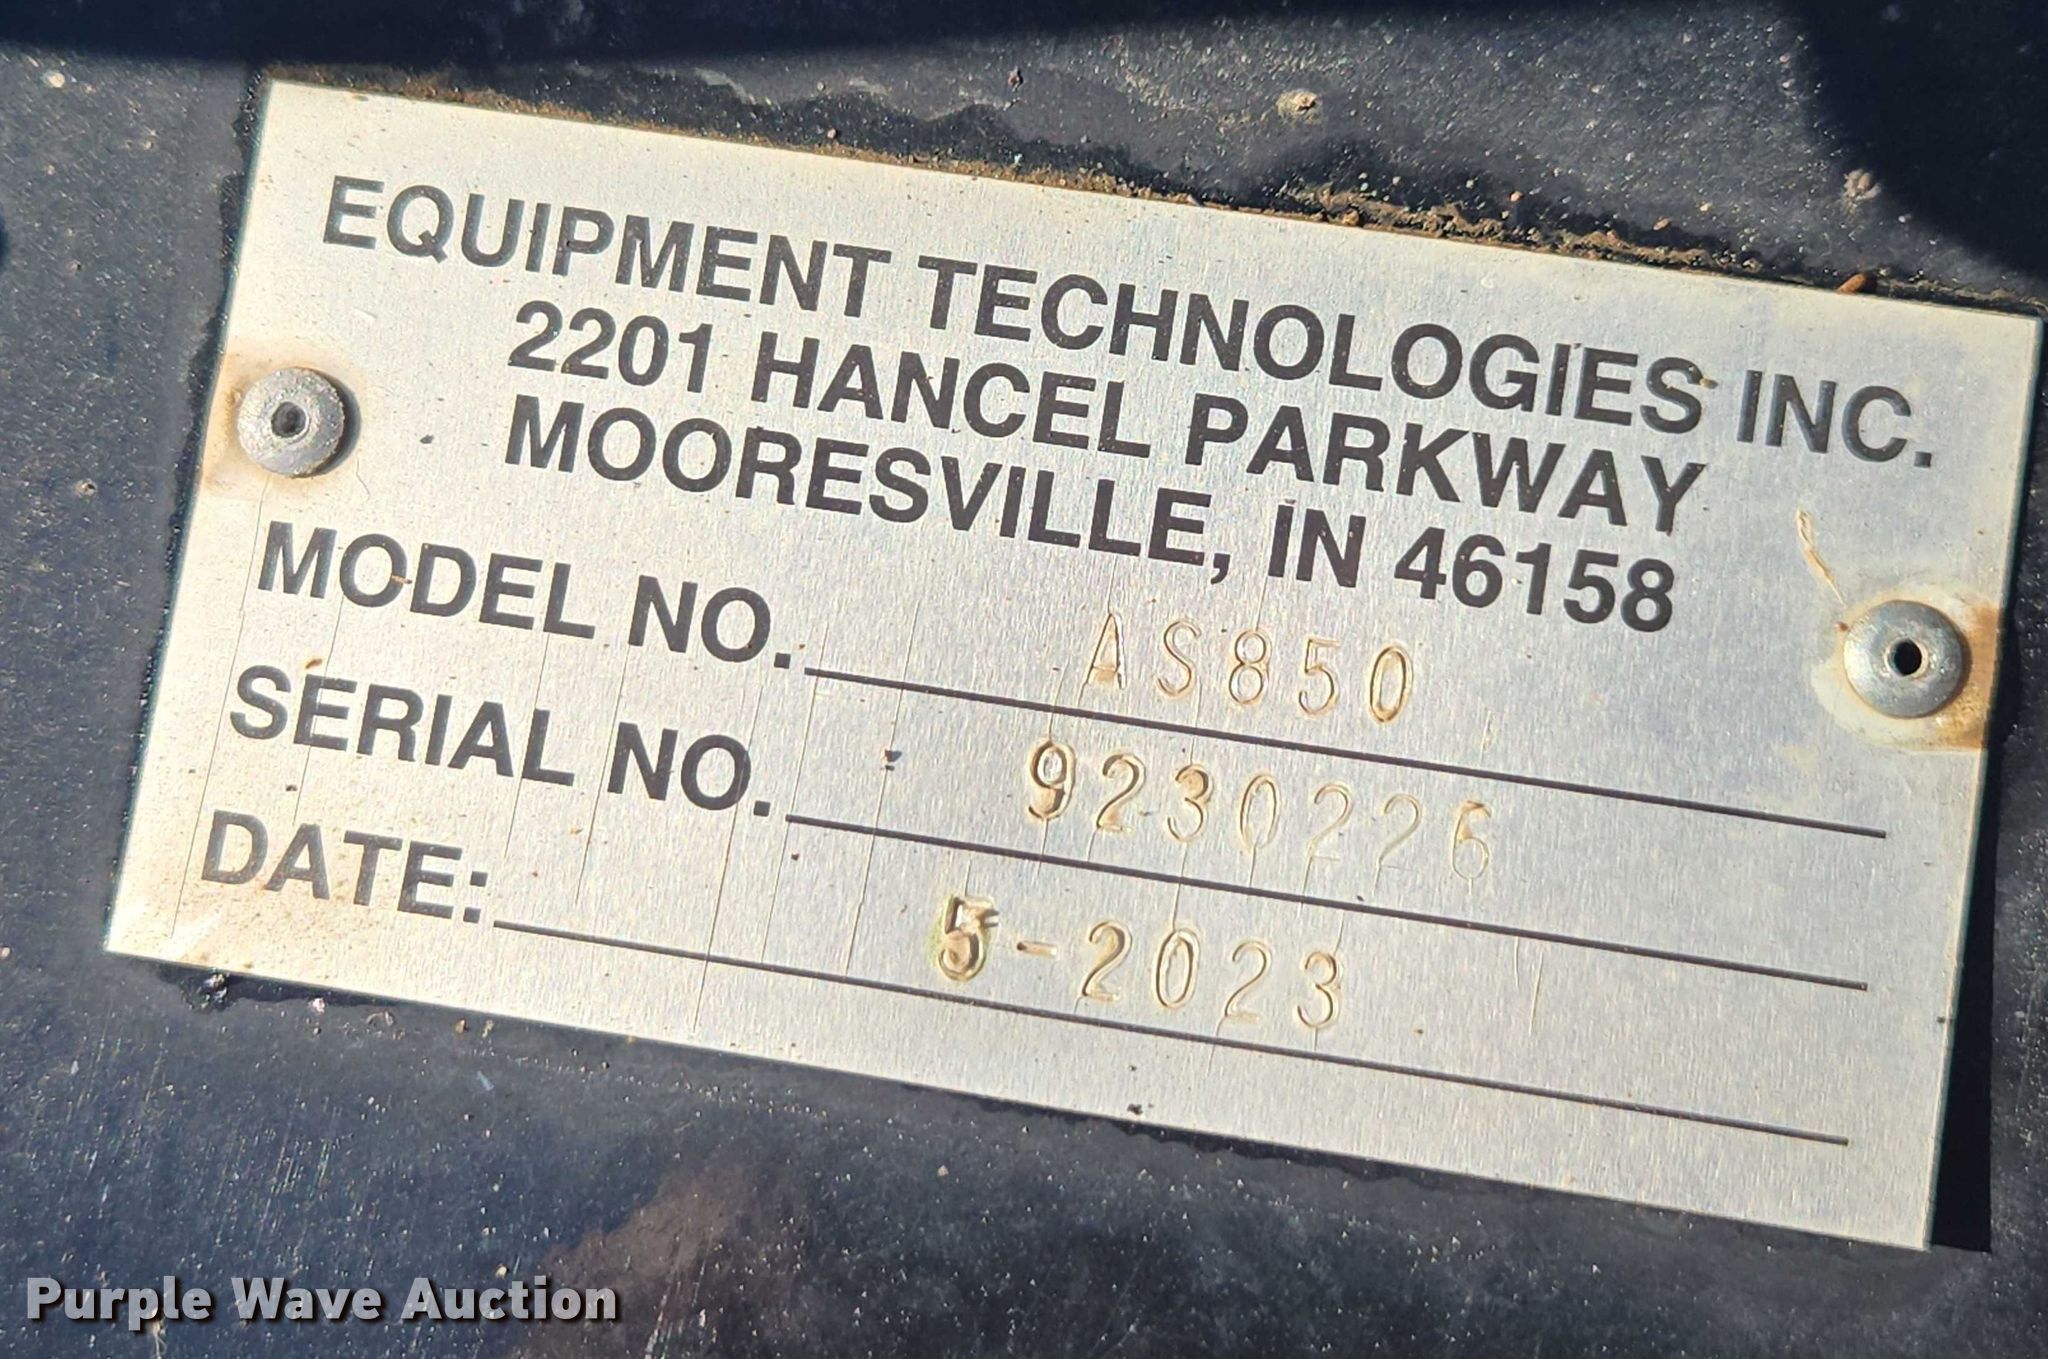 EQUIPMENT TECHNOLOGIES INC.
2201 HANCEL PARKWAY
MOORESVILLE, IN 46158
MODEL NO. AS850
SERIAL NO. 9230226
DATE: 5-2023
Purple Wave Auction